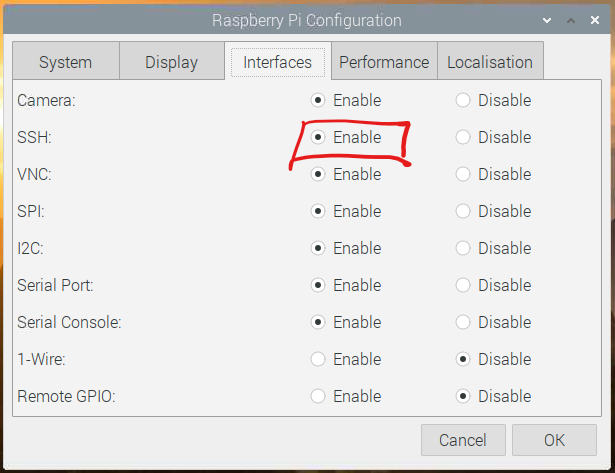 Raspberry Pi Configuration
System Display Interfaces Performance Localisation
Camera: Enable Disable
SSH: Enable Disable
VNC: Enable Disable
SPI: Enable Disable
I2C: Enable Disable
Serial Port: Enable Disable
Serial Console: Enable Disable
1-Wire: Enable Disable
Remote GPIO: Enable Disable
Cancel OK